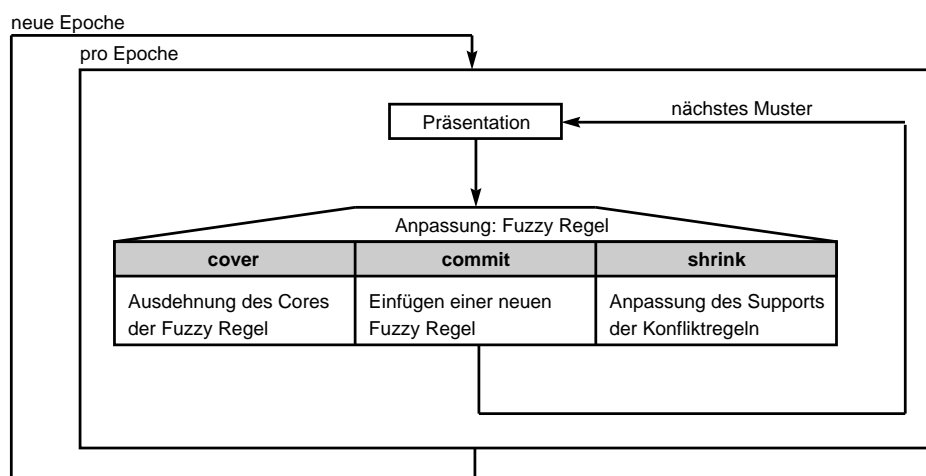 neue Epoche
pro Epoche
nächstes Muster
Präsentation
Anpassung: Fuzzy Regel
cover
commit
shrink
Ausdehnung des Cores
der Fuzzy Regel
Einfügen einer neuen
Fuzzy Regel
Anpassung des Supports
der Konfliktregeln